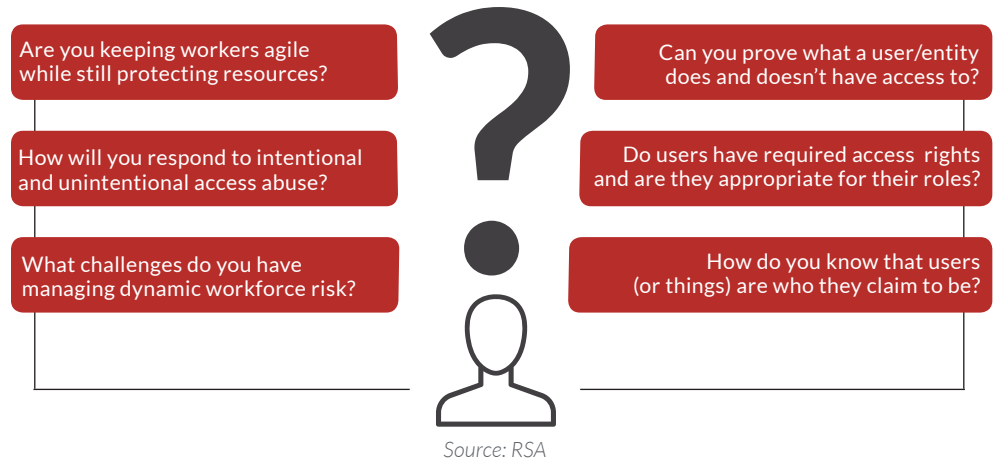 Are you keeping workers agile
while still protecting resources?
How will you respond to intentional
and unintentional access abuse?
What challenges do you have
managing dynamic workforce risk?
?
Can you prove what a user/entity
does and doesn’t have access to?
Do users have required access rights
and are they appropriate for their roles?
How do you know that users
(or things) are who they claim to be?
Source: RSA